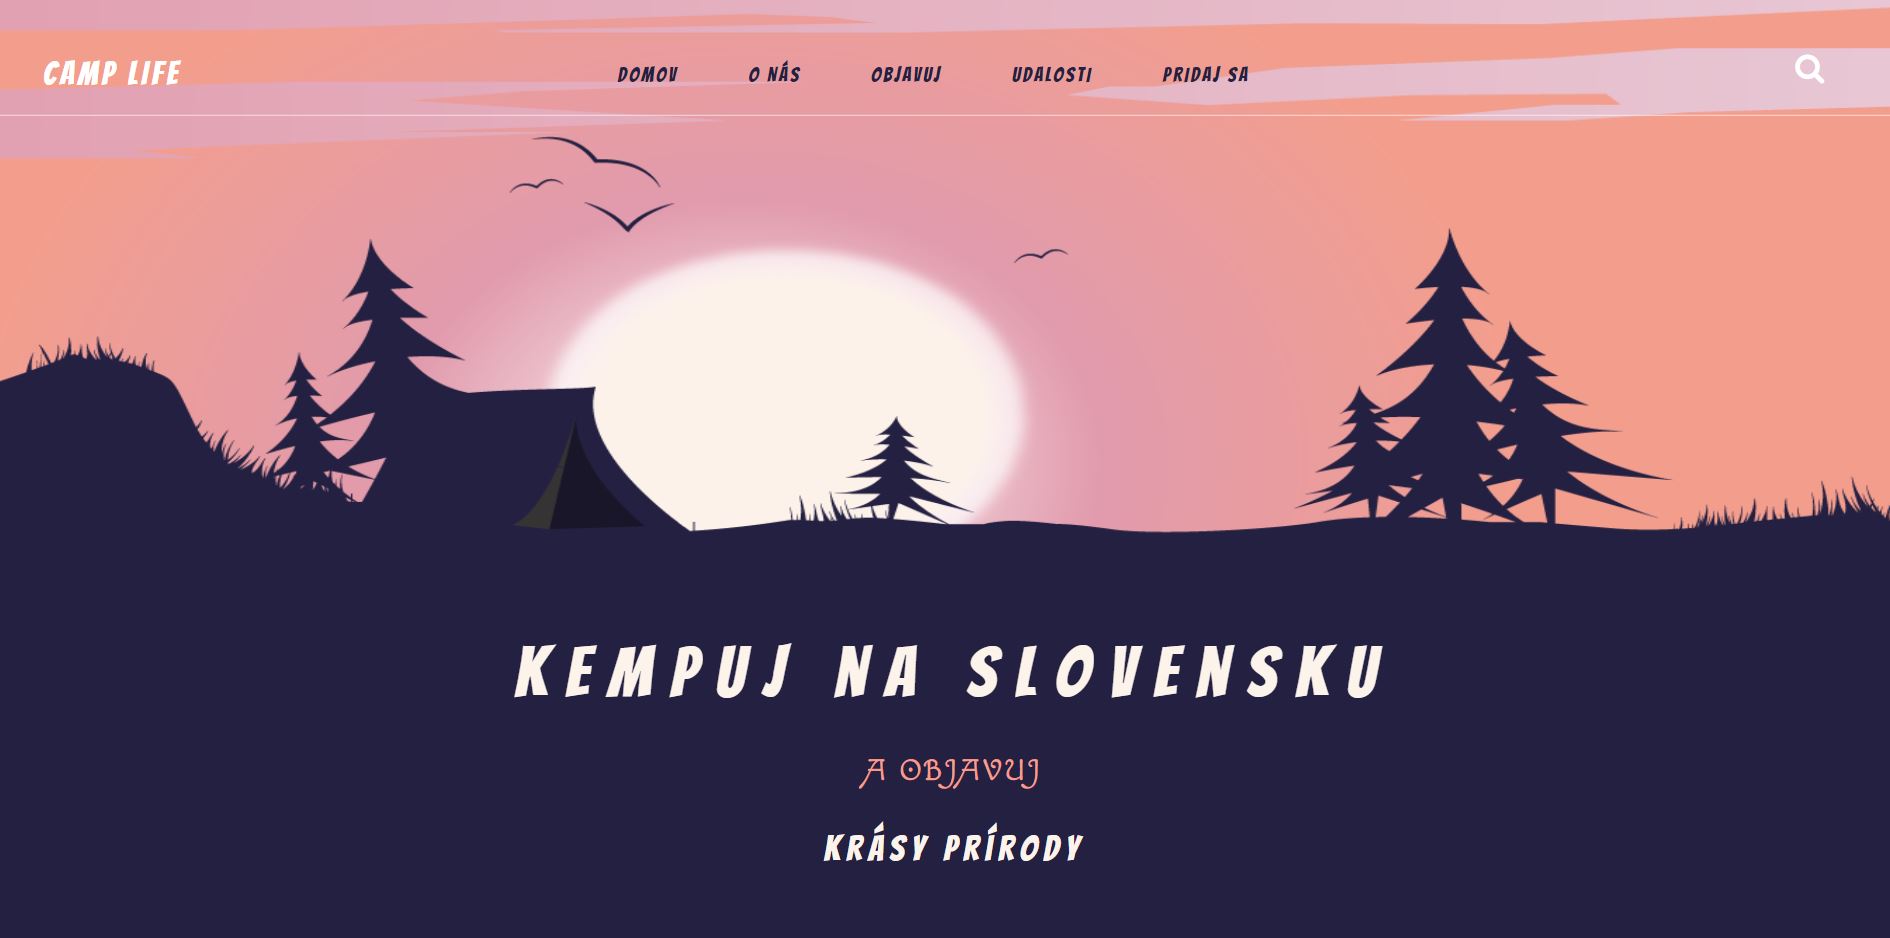 CAMP LIFE
DOMOV O NÁS OBJAVUJ UDALOSTI PRIDAJ SA
KEMPUJ NA SLOVENSKU
A OBJAVUJ
KRÁSY PRÍRODY